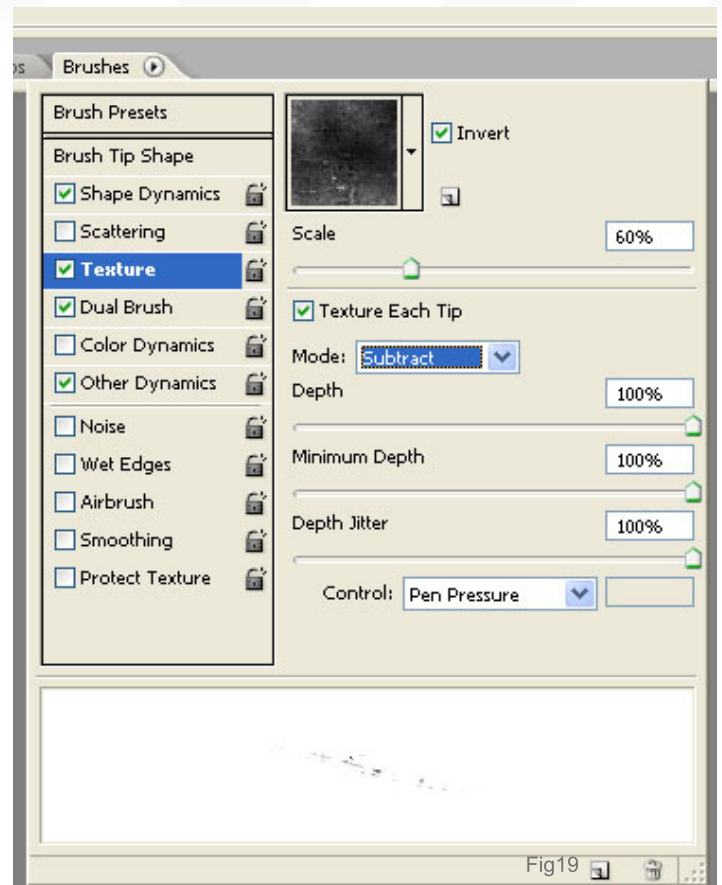 os Brushes
Brush Presets
Brush Tip Shape
Shape Dynamics
Scattering
Texture
Dual Brush
Color Dynamics
Other Dynamics
Noise
Wet Edges
Airbrush
Smoothing
Protect Texture
Invert
Scale 60%
Texture Each Tip
Mode: Subtract
Depth 100%
Minimum Depth 100%
Depth Jitter 100%
Control: Pen Pressure
Fig19